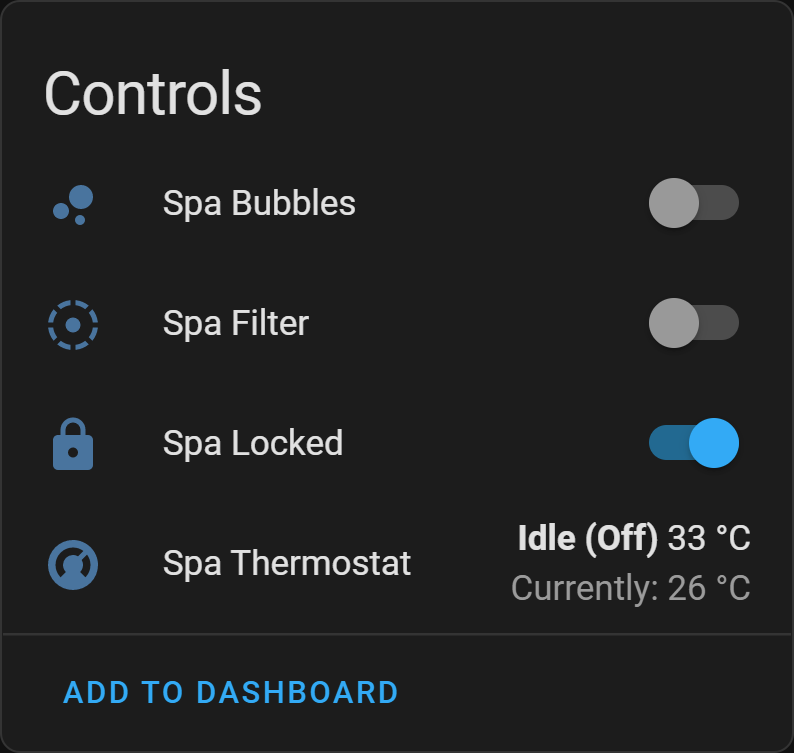 Controls
Spa Bubbles
Spa Filter
Spa Locked
Spa Thermostat
Idle (Off) 33 °C
Currently: 26 °C
ADD TO DASHBOARD